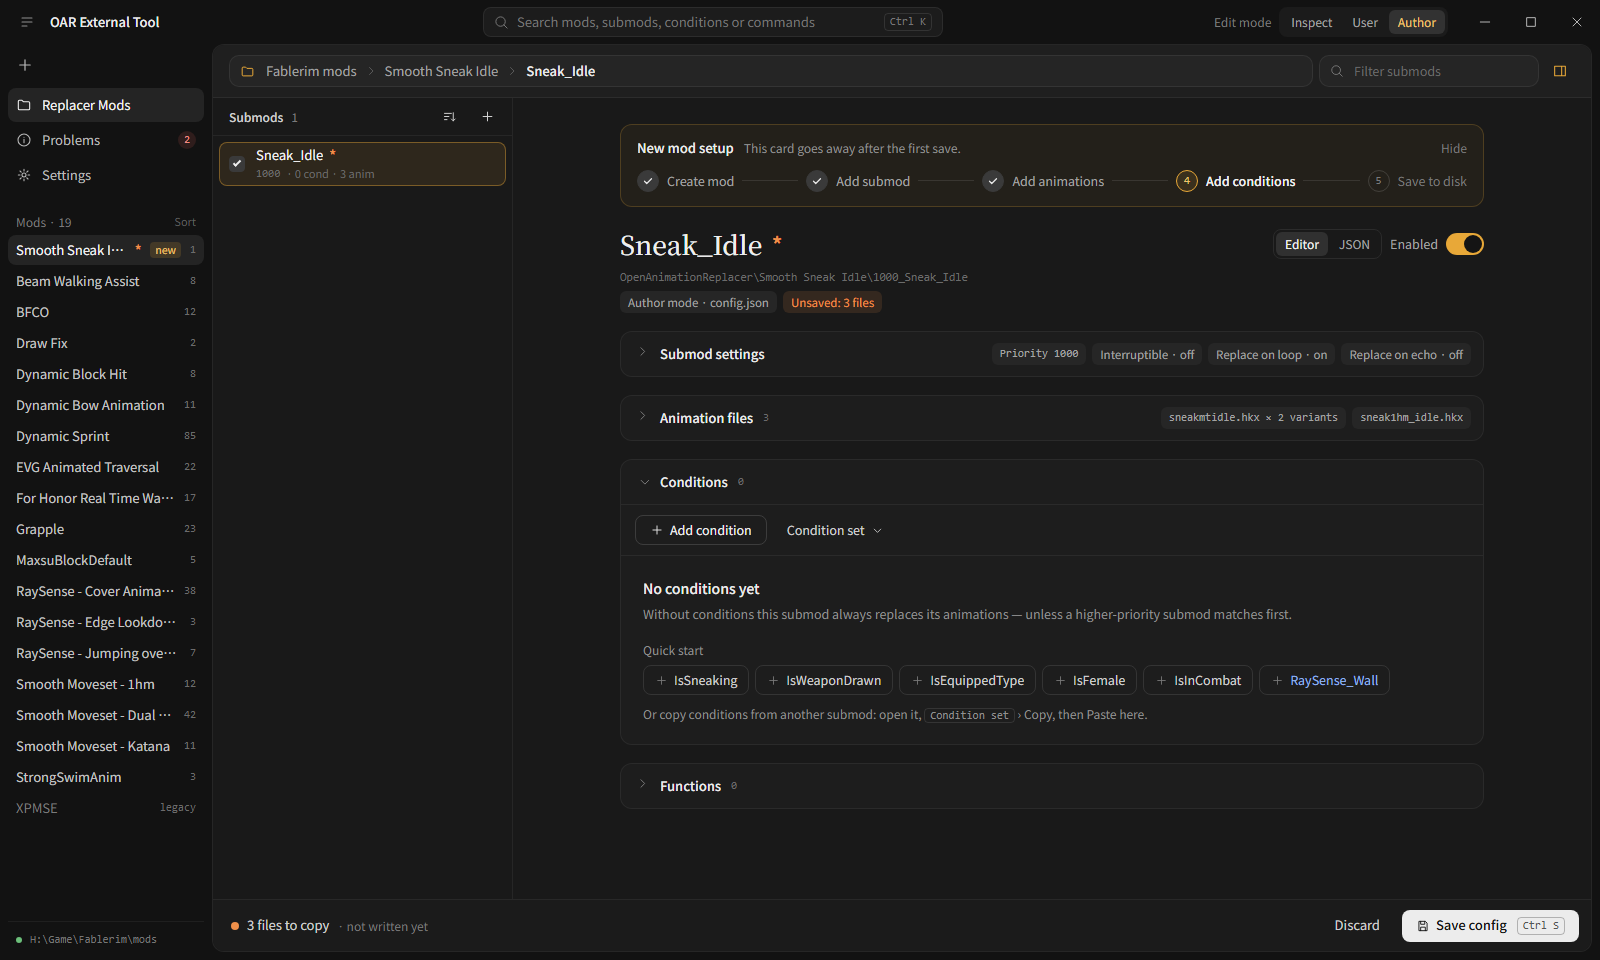 OAR External Tool
Search mods, submods, conditions or commands Ctrl K
Edit mode Inspect User Author
Replacer Mods
Problems 2
Settings
Mods · 19 Sort
Smooth Sneak I··· * new 1
Beam Walking Assist 8
BFCO 12
Draw Fix 2
Dynamic Block Hit 8
Dynamic Bow Animation 11
Dynamic Sprint 85
EVG Animated Traversal 22
For Honor Real Time Wa··· 17
Grapple 23
MaxsuBlockDefault 5
RaySense - Cover Anima··· 38
RaySense - Edge Lookdo··· 3
RaySense - Jumping ove··· 7
Smooth Moveset - 1hm 12
Smooth Moveset - Dual ··· 42
Smooth Moveset - Katana 11
StrongSwimAnim 3
XPMSE legacy
H:\Game\Fablerim\mods
Fablerim mods › Smooth Sneak Idle › Sneak_Idle
Filter submods
Submods 1
Sneak_Idle *
1000 · 0 cond · 3 anim
New mod setup This card goes away after the first save. Hide
Create mod Add submod Add animations 4 Add conditions 5 Save to disk
Sneak_Idle *
Editor JSON Enabled
OpenAnimationReplacer\Smooth Sneak Idle\1000_Sneak_Idle
Author mode · config.json Unsaved: 3 files
Submod settings Priority 1000 Interruptible · off Replace on loop · on Replace on echo · off
Animation files 3 sneakmtidle.hkx × 2 variants sneak1hm_idle.hkx
Conditions 0
+ Add condition Condition set
No conditions yet
Without conditions this submod always replaces its animations — unless a higher-priority submod matches first.
Quick start
+ IsSneaking + IsWeaponDrawn + IsEquippedType + IsFemale + IsInCombat + RaySense_Wall
Or copy conditions from another submod: open it, Condition set › Copy, then Paste here.
Functions 0
3 files to copy · not written yet
Discard Save config Ctrl S